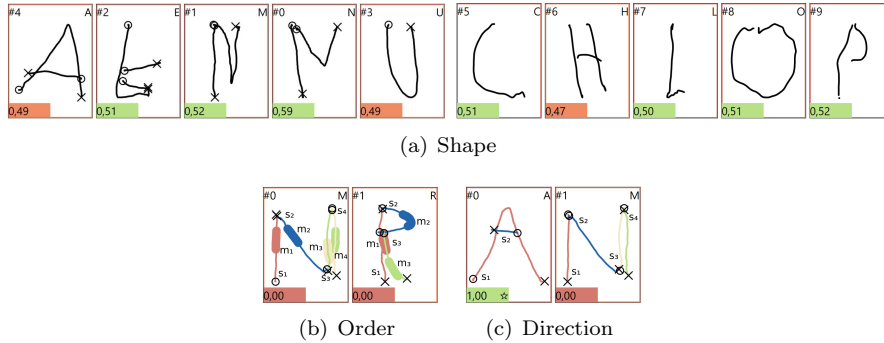 #4 A #2 E #1 M #0 N #3 U #5 C #6 H #7 L #8 O #9 P
0,49 0,51 0,52 0,59 0,49 0,51 0,47 0,50 0,51 0,52
(a) Shape
#0 M #1 R #0 A #1 M
s₂ m₂ s₄ m₁ m₃ m₄ s₁ s₃
s₂ m₂ m₁ s₃ m₃ s₁
s₂ s₁
s₂ s₄ s₁ s₃
0,00 0,00 1,00 ☆ 0,00
(b) Order (c) Direction